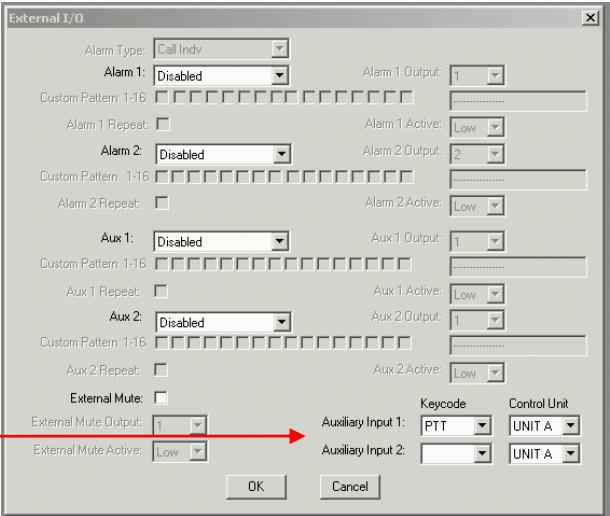 External I/O
Alarm Type: Call Indv
Alarm 1: Disabled Alarm 1 Output: 1
Custom Pattern 1-16 ----------------
Alarm 1 Repeat: Alarm 1 Active: Low
Alarm 2: Disabled Alarm 2 Output: 2
Custom Pattern 1-16 ----------------
Alarm 2 Repeat: Alarm 2 Active: Low
Aux 1: Disabled Aux 1 Output: 1
Custom Pattern 1-16 ----------------
Aux 1 Repeat: Aux 1 Active: Low
Aux 2: Disabled Aux 2 Output: 1
Custom Pattern 1-16 ----------------
Aux 2 Repeat: Aux 2 Active: Low
External Mute:
Keycode Control Unit
External Mute Output: 1 Auxiliary Input 1: PTT UNIT A
External Mute Active: Low Auxiliary Input 2: UNIT A
OK Cancel